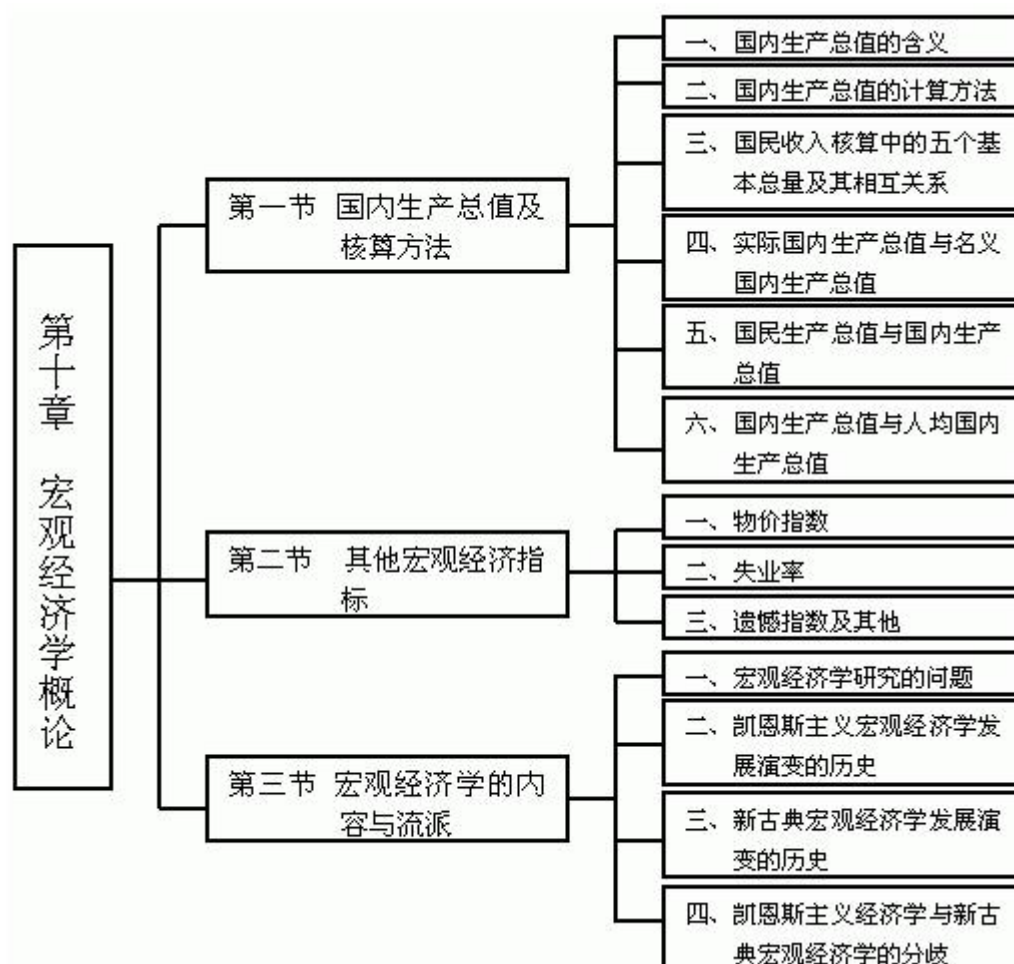 第十章 宏观经济学概论
第一节 国内生产总值及
核算方法
一、国内生产总值的含义
二、国内生产总值的计算方法
三、国民收入核算中的五个基
本总量及其相互关系
四、实际国内生产总值与名义
国内生产总值
五、国民生产总值与国内生产
总值
六、国内生产总值与人均国内
生产总值
第二节 其他宏观经济指
标
一、物价指数
二、失业率
三、遗憾指数及其他
第三节 宏观经济学的内
容与流派
一、宏观经济学研究的问题
二、凯恩斯主义宏观经济学发
展演变的历史
三、新古典宏观经济学发展演
变的历史
四、凯恩斯主义经济学与新古
典宏观经济学的分歧